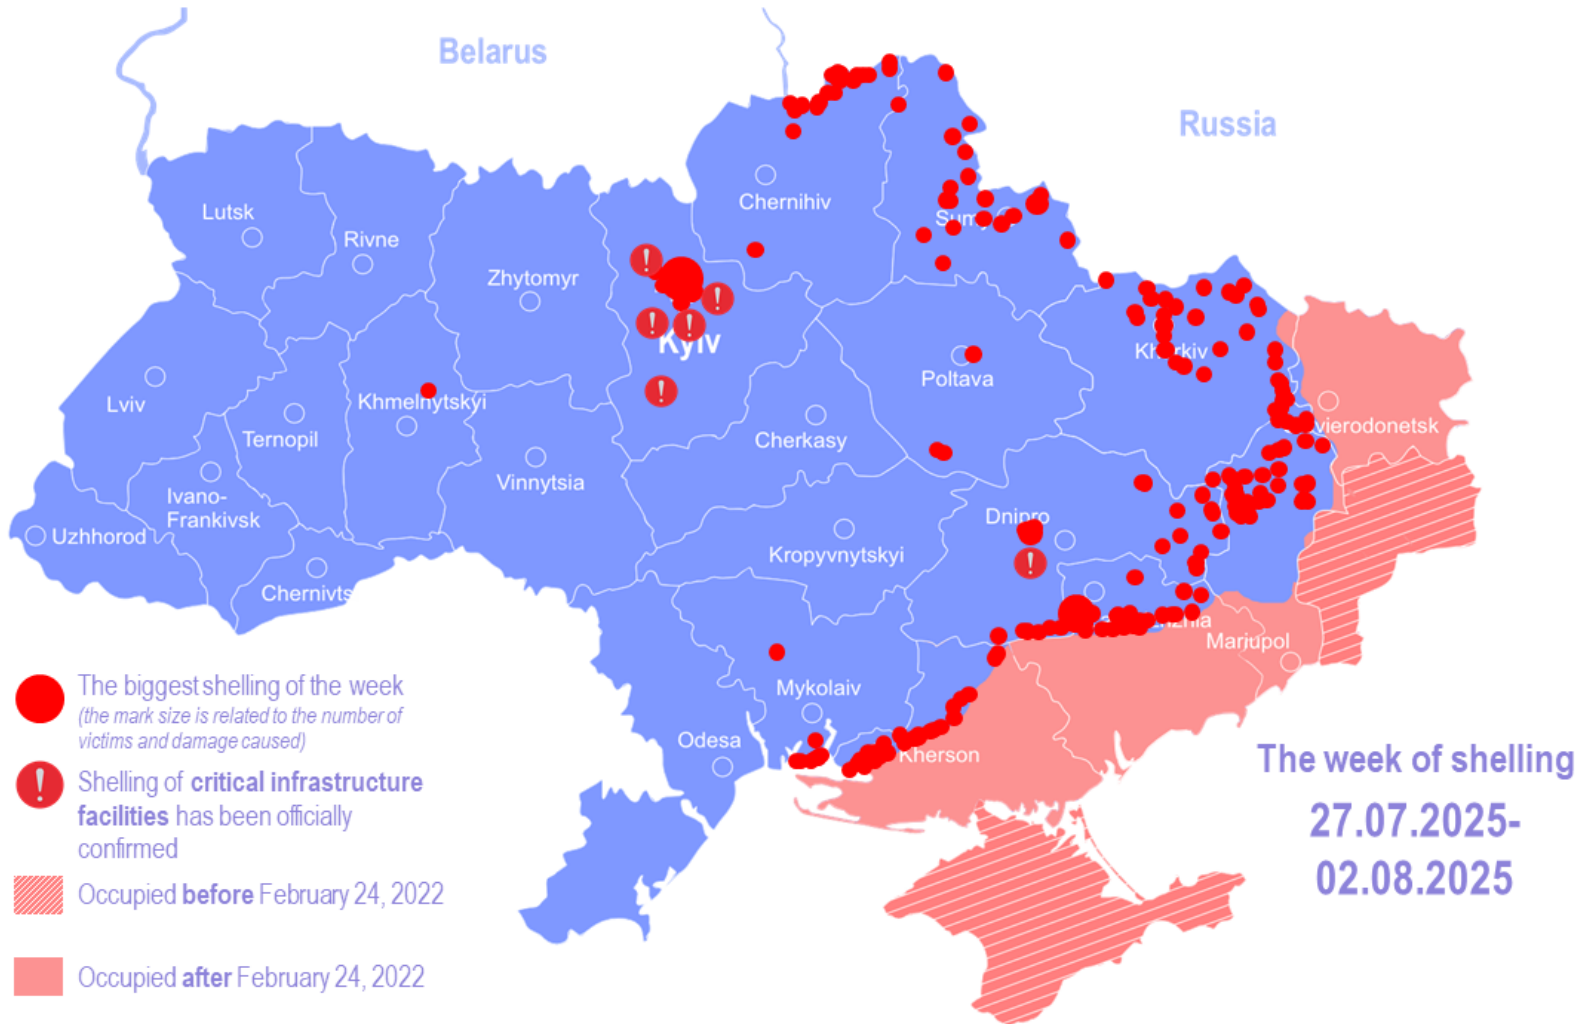 Belarus
Russia
Lutsk
Rivne
Zhytomyr
Chernihiv
Kyiv
Poltava
Lviv
Ternopil
Khmelnytskyi
Vinnytsia
Cherkasy
Ivano-
Frankivsk
Uzhhorod
Dnipro
Kropyvnytskyi
Mariupol
Mykolaiv
Odesa
Kherson
The biggest shelling of the week
(the mark size is related to the number of
victims and damage caused)
Shelling of critical infrastructure
facilities has been officially
confirmed
Occupied before February 24, 2022
Occupied after February 24, 2022
The week of shelling
27.07.2025-
02.08.2025